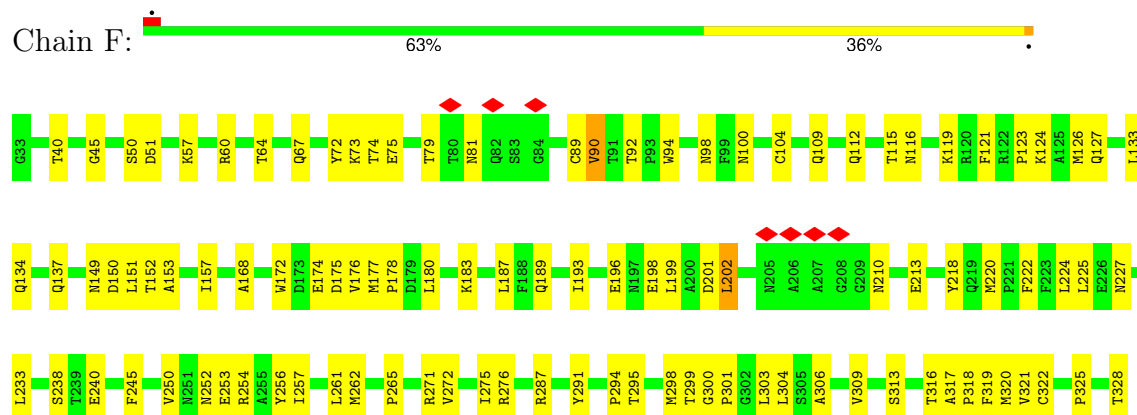 Chain F:
63% 36%
G33 T40 G45 S50 D51 K57 R60 T64 Q67 Y72 K73 T74 E75 T79 T80 N81 Q82 S83 G84 C89 V90 T91 T92 P93 W94 N98 F99 N100 C104 Q109 Q112 T115 N116 K119 R120 F121 R122 P123 K124 A125 M126 Q127 L133
Q134 Q137 N149 D150 L151 T152 A153 I157 A168 W172 D173 E174 D175 V176 M177 P178 D179 L180 K183 L187 F188 Q189 I193 E196 N197 E198 L199 A200 D201 L202 N205 A206 A207 G208 G209 N210 E213 Y218 Q219 M220 P221 F222 F223 L224 L225 E226 N227
L233 S238 T239 E240 F245 V250 N251 N252 E253 R254 A255 Y256 I257 L261 M262 P265 R271 V272 I275 R276 R287 Y291 P294 T295 M298 T299 G300 P301 G302 L303 L304 S305 A306 V309 S313 T316 A317 P318 F319 M320 V321 C322 P325 T328